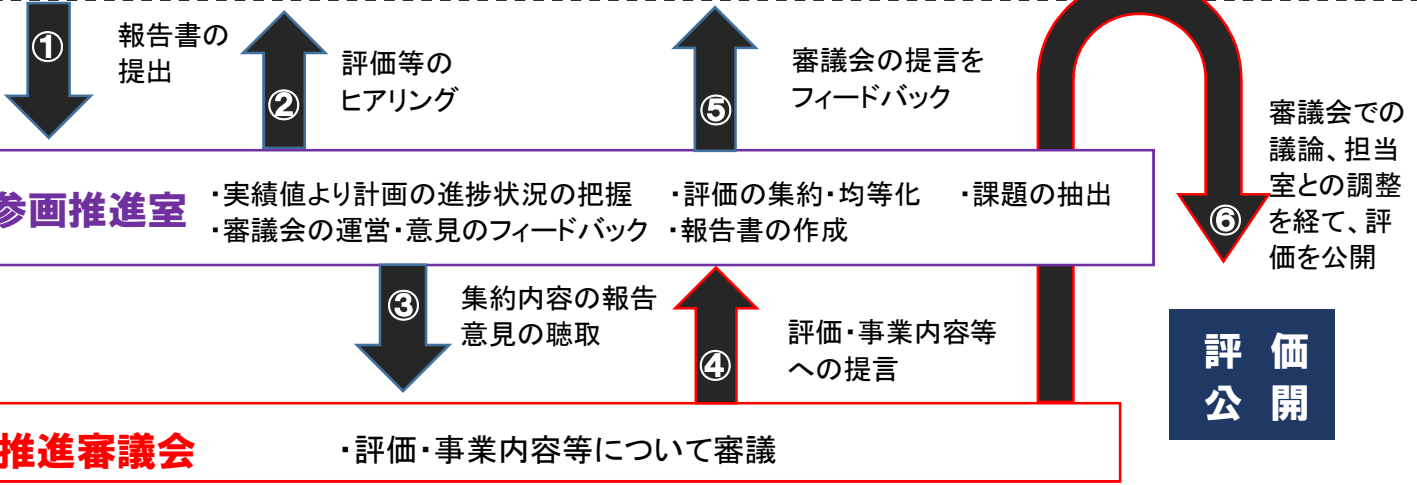 ①
報告書の
提出
②
評価等の
ヒアリング
⑤
審議会の提言を
フィードバック
審議会での
議論、担当
室との調整
を経て、評
価を公開
⑥
参画推進室
・実績値より計画の進捗状況の把握 ・評価の集約・均等化 ・課題の抽出
・審議会の運営・意見のフィードバック ・報告書の作成
③
集約内容の報告
意見の聴取
④
評価・事業内容等
への提言
評 価
公 開
推進審議会
・評価・事業内容等について審議